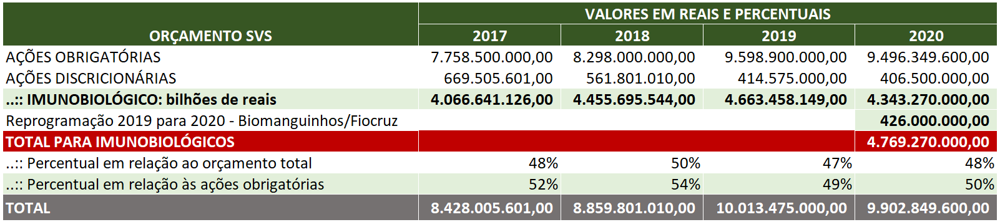 VALORES EM REAIS E PERCENTUAIS
ORÇAMENTO SVS 2017 2018 2019 2020
AÇÕES OBRIGATÓRIAS 7.758.500.000,00 8.298.000.000,00 9.598.900.000,00 9.496.349.600,00
AÇÕES DISCRICIONÁRIAS 669.505.601,00 561.801.010,00 414.575.000,00 406.500.000,00
..:: IMUNOBIOLÓGICO: bilhões de reais 4.066.641.126,00 4.455.695.544,00 4.663.458.149,00 4.343.270.000,00
Reprogramação 2019 para 2020 - Biomanguinhos/Fiocruz 426.000.000,00
TOTAL PARA IMUNOBIOLÓGICOS 4.769.270.000,00
..:: Percentual em relação ao orçamento total 48% 50% 47% 48%
..:: Percentual em relação às ações obrigatórias 52% 54% 49% 50%
TOTAL 8.428.005.601,00 8.859.801.010,00 10.013.475.000,00 9.902.849.600,00